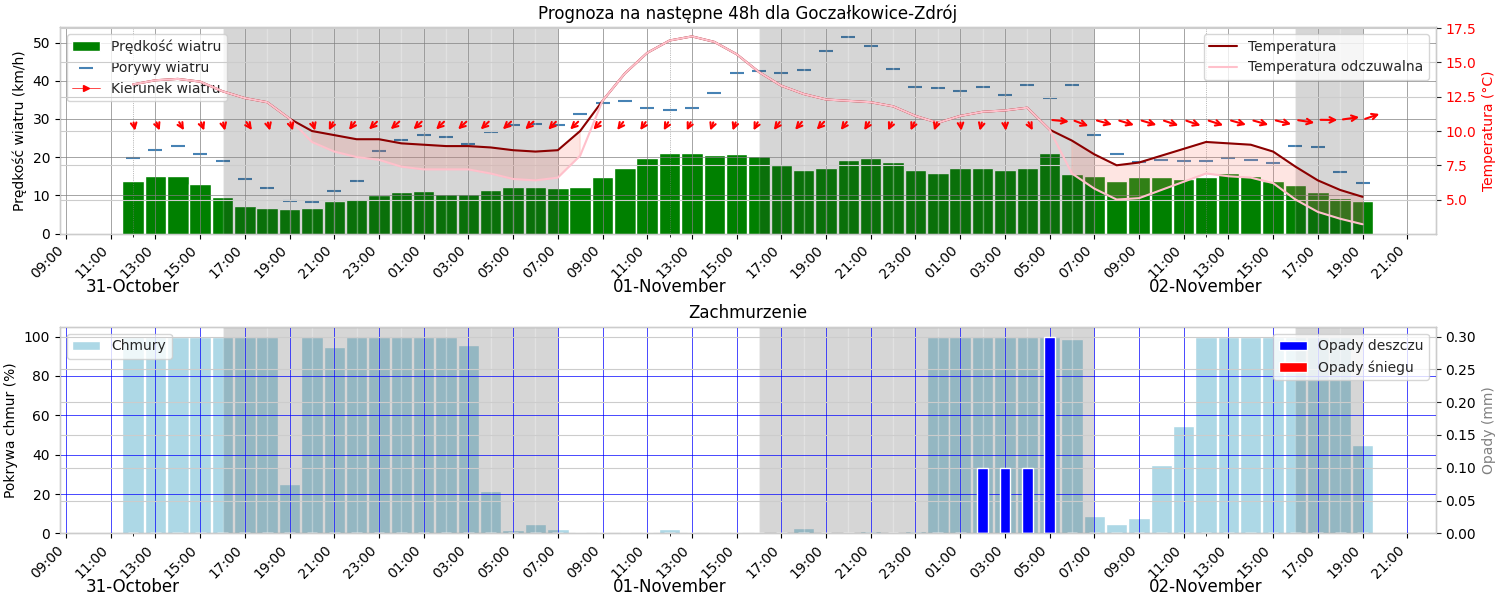 Prognoza na następne 48h dla Goczałkowice-Zdrój
Prędkość wiatru (km/h)
50
40
30
20
10
0
Prędkość wiatru
Porywy wiatru
Kierunek wiatru
Temperatura
Temperatura odczuwalna
17.5
15.0
12.5
10.0
7.5
5.0
Temperatura (°C)
09:00 11:00 13:00 15:00 17:00 19:00 21:00 23:00 01:00 03:00 05:00 07:00 09:00 11:00 13:00 15:00 17:00 19:00 21:00 23:00 01:00 03:00 05:00 07:00 09:00 11:00 13:00 15:00 17:00 19:00 21:00
31-October 01-November 02-November
Zachmurzenie
Pokrywa chmur (%)
100
80
60
40
20
0
Chmury
Opady deszczu
Opady śniegu
0.30
0.25
0.20
0.15
0.10
0.05
0.00
Opady (mm)
09:00 11:00 13:00 15:00 17:00 19:00 21:00 23:00 01:00 03:00 05:00 07:00 09:00 11:00 13:00 15:00 17:00 19:00 21:00 23:00 01:00 03:00 05:00 07:00 09:00 11:00 13:00 15:00 17:00 19:00 21:00
31-October 01-November 02-November